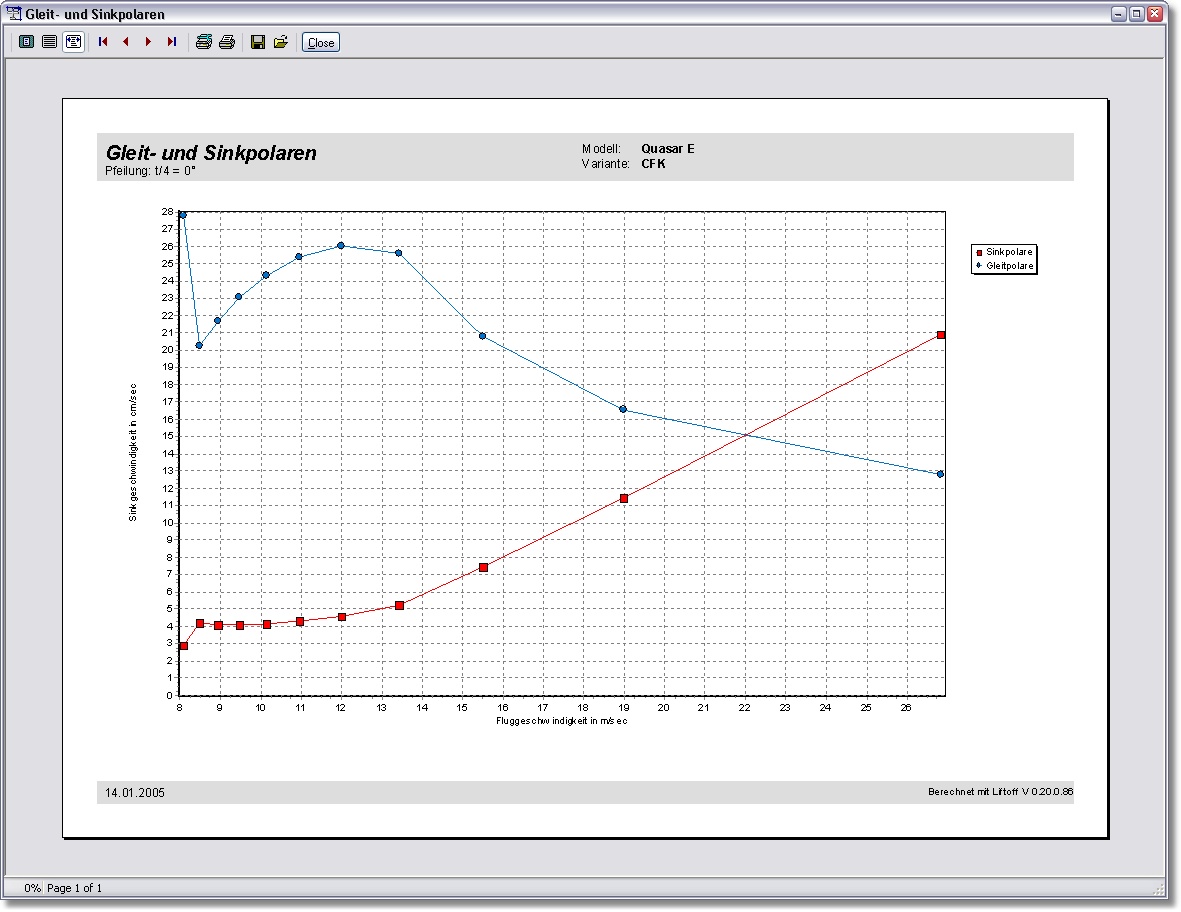 Gleit- und Sinkpolaren
Close
Gleit- und Sinkpolaren
Pfeilung: t/4 = 0°
Modell: Quasar E
Variante: CFK
28
27
26
25
24
23
22
21
20
19
18
17
16
15
14
13
12
11
10
9
8
7
6
5
4
3
2
1
0
Sinkgeschwindigkeit in cm/sec
8 9 10 11 12 13 14 15 16 17 18 19 20 21 22 23 24 25 26
Fluggeschwindigkeit in m/sec
Sinkpolare
Gleitpolare
14.01.2005
Berechnet mit Liftoff V 0.20.0.86
0% Page 1 of 1